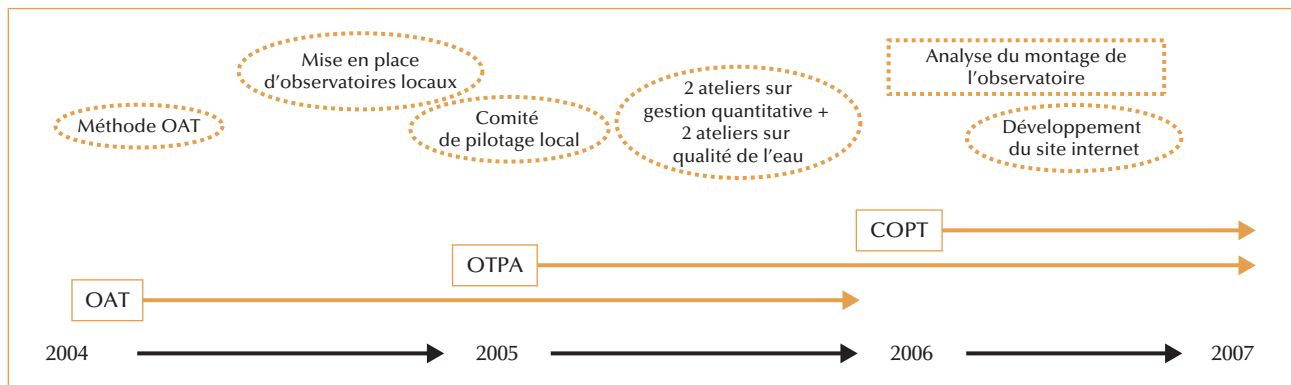 Méthode OAT
Mise en place
d'observatoires locaux
Comité
de pilotage local
2 ateliers sur
gestion quantitative +
2 ateliers sur
qualité de l'eau
Analyse du montage de
l'observatoire
Développement
du site internet
COPT
OTPA
OAT
2004
2005
2006
2007